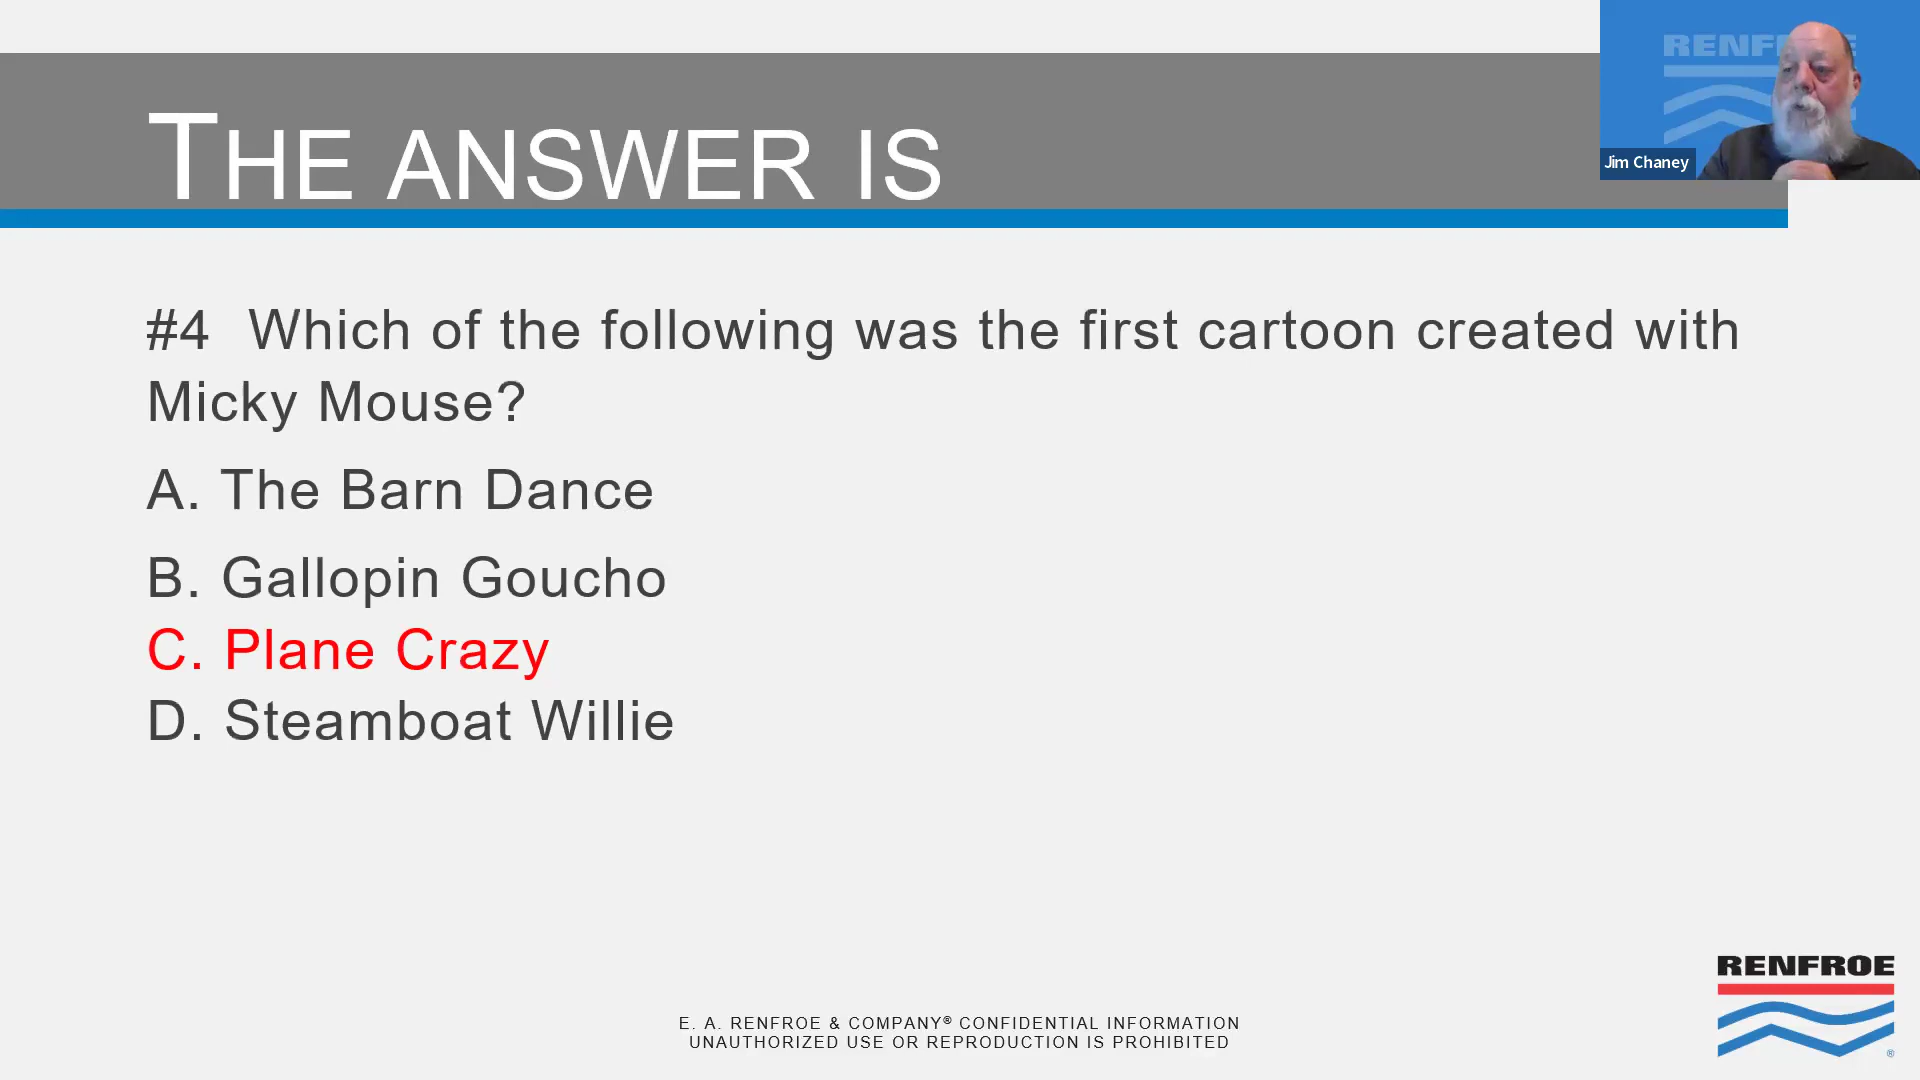 RENFROE
Jim Chaney
THE ANSWER IS
#4 Which of the following was the first cartoon created with
Micky Mouse?
A. The Barn Dance
B. Gallopin Goucho
C. Plane Crazy
D. Steamboat Willie
RENFROE
®
E. A. RENFROE & COMPANY® CONFIDENTIAL INFORMATION
UNAUTHORIZED USE OR REPRODUCTION IS PROHIBITED